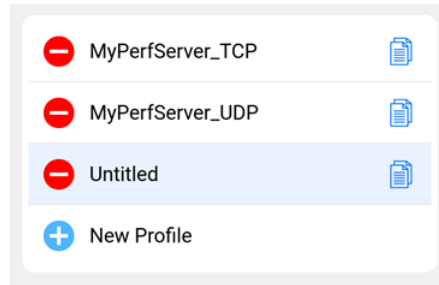 MyPerfServer_TCP
MyPerfServer_UDP
Untitled
New Profile